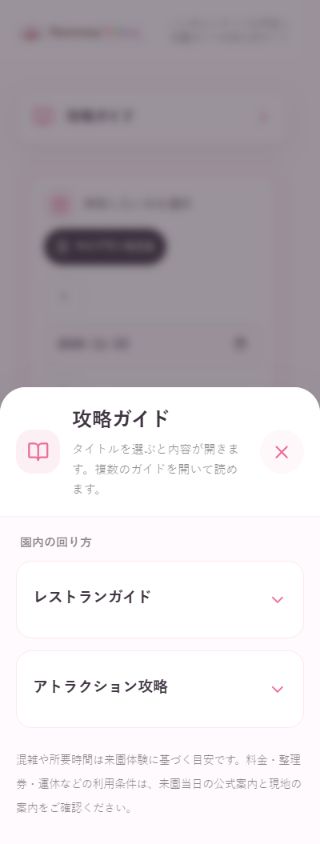 攻略ガイド
タイトルを選ぶと内容が開きま
す。複数のガイドを開いて読め
ます。
園内の回り方
レストランガイド
アトラクション攻略
混雑や所要時間は来園体験に基づく目安です。料金・整理
券・運休などの利用条件は、来園当日の公式案内と現地の
案内をご確認ください。